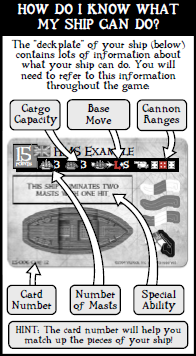 HOW DO I KNOW WHAT
MY SHIP CAN DO?
The "deckplate" of your ship (below)
contains lots of information about
what your ship can do. You will
need to refer to this information
throughout the game:
Cargo
Capacity
Base
Move
Cannon
Ranges
15
POINTS
HMS EXAMPLE
3 3 L+S
THIS SHIP ELIMINATES TWO
MASTS WITH ONE HIT.
Card
Number
Number
of Masts
Special
Ability
HINT: The card number will help you
match up the pieces of your ship!